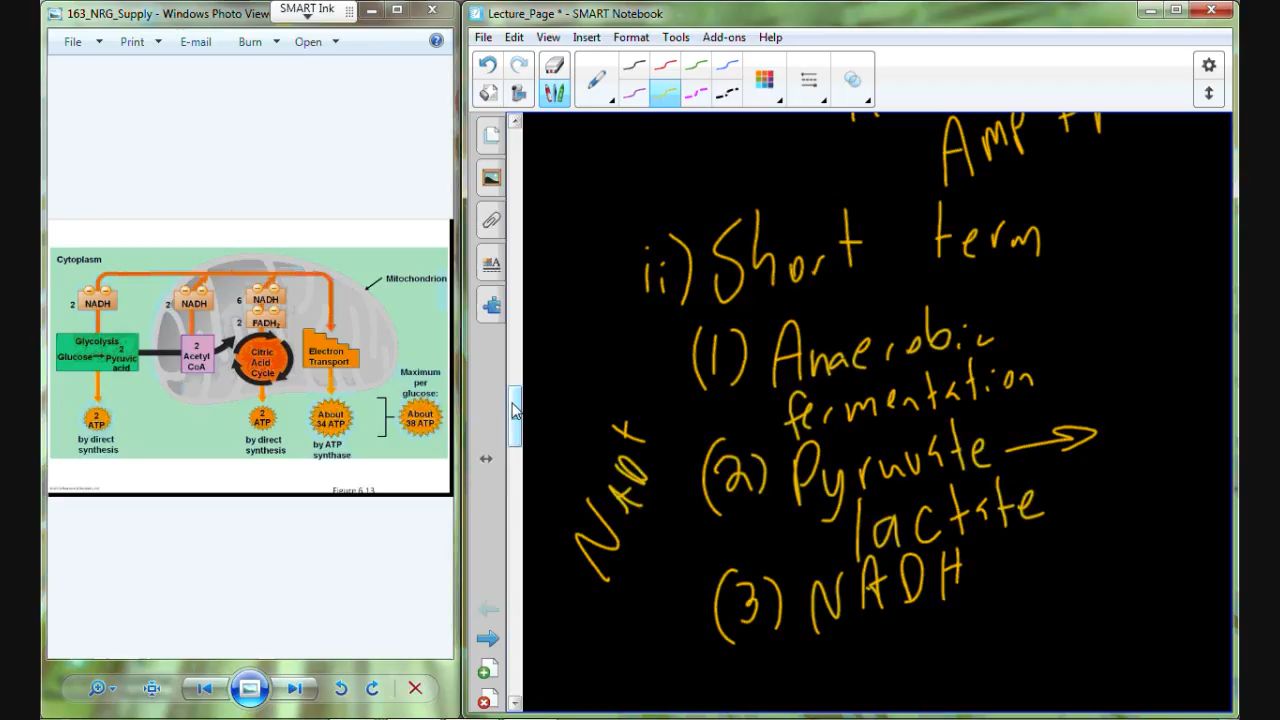 163_NRG_Supply - Windows Photo View
SMART Ink
File Print E-mail Burn Open
Cytoplasm
Mitochondrion
2 NADH
2 NADH
6 NADH
2 FADH₂
Glycolysis
Glucose 2 Pyruvic acid
2 Acetyl CoA
Citric Acid Cycle
Electron Transport
Maximum per glucose:
2 ATP
by direct synthesis
2 ATP
by direct synthesis
About 34 ATP
by ATP synthase
About 38 ATP
Figure 6.13
Lecture_Page * - SMART Notebook
File Edit View Insert Format Tools Add-ons Help
Amp +
ii) Short term
(1) Anaerobic
fermentation
(2) Pyruvate →
lactate
(3) NADH
NAD+